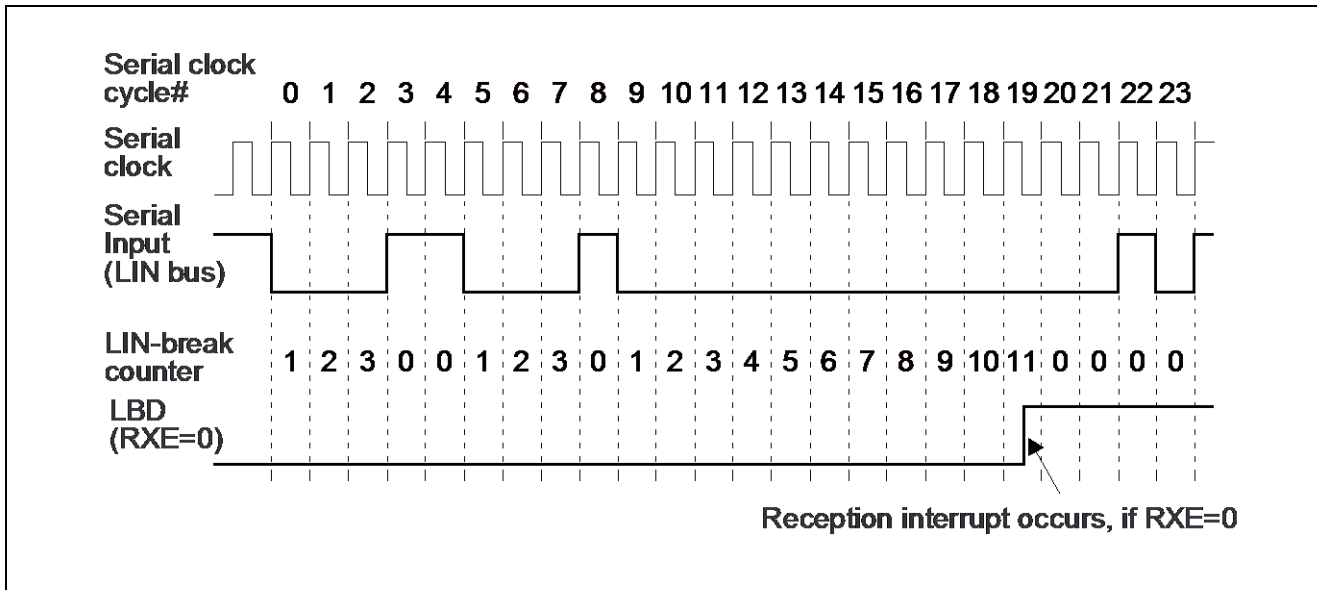 Serial clock
cycle# 0 1 2 3 4 5 6 7 8 9 10 11 12 13 14 15 16 17 18 19 20 21 22 23
Serial
clock
Serial
Input
(LIN bus)
LIN-break
counter 1 2 3 0 0 1 2 3 0 1 2 3 4 5 6 7 8 9 10 11 0 0 0 0
LBD
(RXE=0)
Reception interrupt occurs, if RXE=0